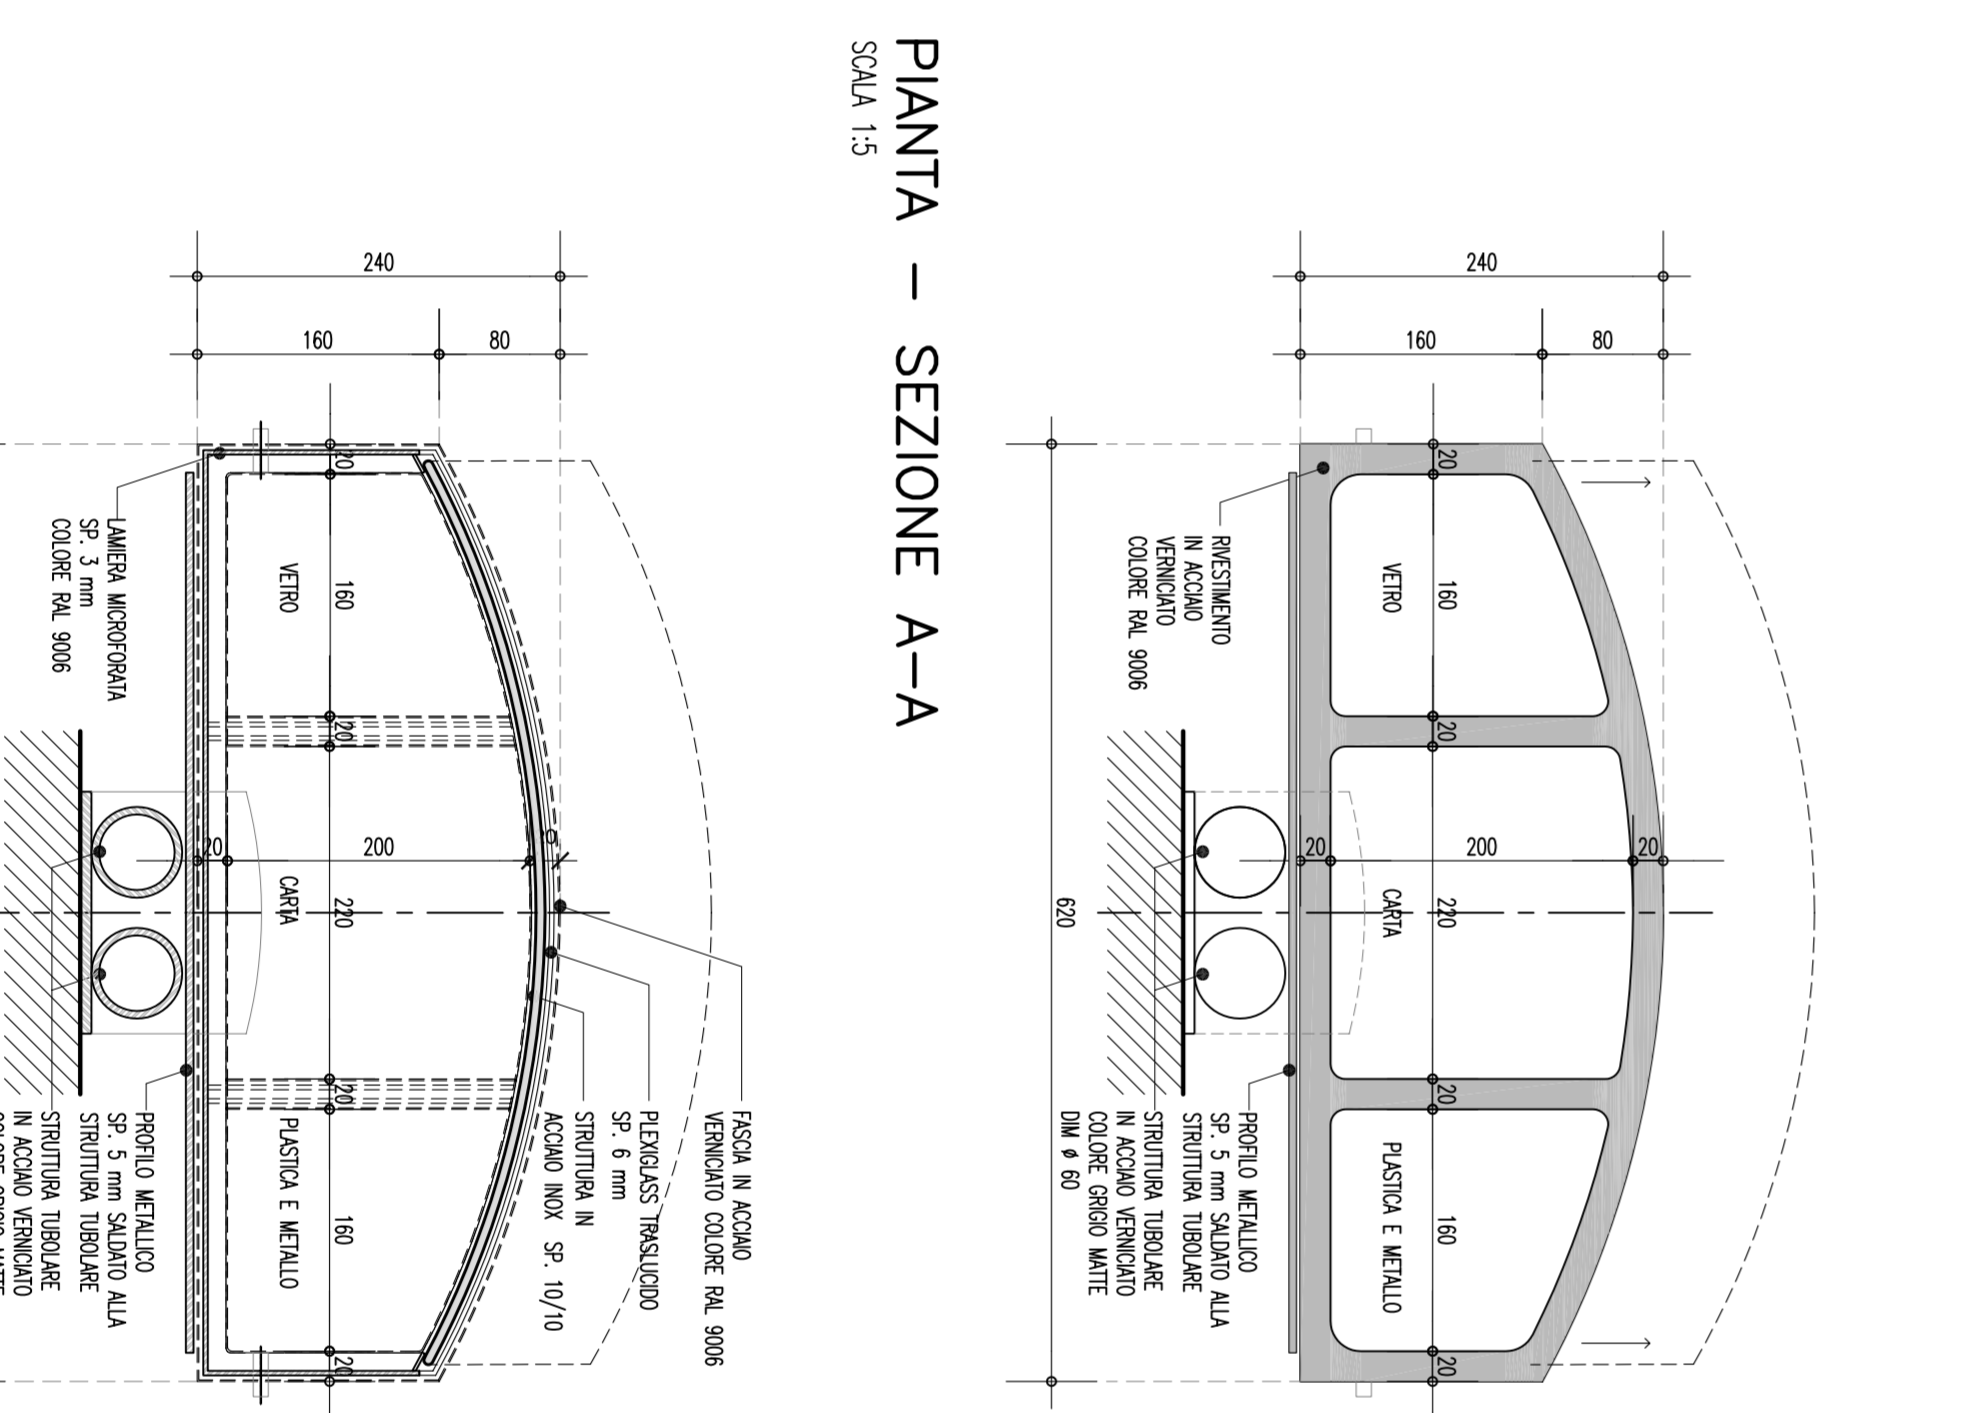 240
160
80
20
160
20
220
20
160
20
20
200
20
VETRO
CARTA
PLASTICA E METALLO
RIVESTIMENTO
IN ACCIAIO
VERNICIATO
COLORE RAL 9006
PROFILO METALLICO
SP. 5 mm SALDATO ALLA
STRUTTURA TUBOLARE
STRUTTURA TUBOLARE
IN ACCIAIO VERNICIATO
COLORE GRIGIO MATTE
DIM ø 60
620
PIANTA – SEZIONE A–A
SCALA 1:5
FASCIA IN ACCIAIO
VERNICIATO COLORE RAL 9006
PLEXIGLASS TRASLUCIDO
SP. 6 mm
STRUTTURA IN
ACCIAIO INOX SP. 10/10
240
160
80
20
160
20
220
20
160
20
20
200
VETRO
CARTA
PLASTICA E METALLO
LAMIERA MICROFORATA
SP. 3 mm
COLORE RAL 9006
PROFILO METALLICO
SP. 5 mm SALDATO ALLA
STRUTTURA TUBOLARE
STRUTTURA TUBOLARE
IN ACCIAIO VERNICIATO